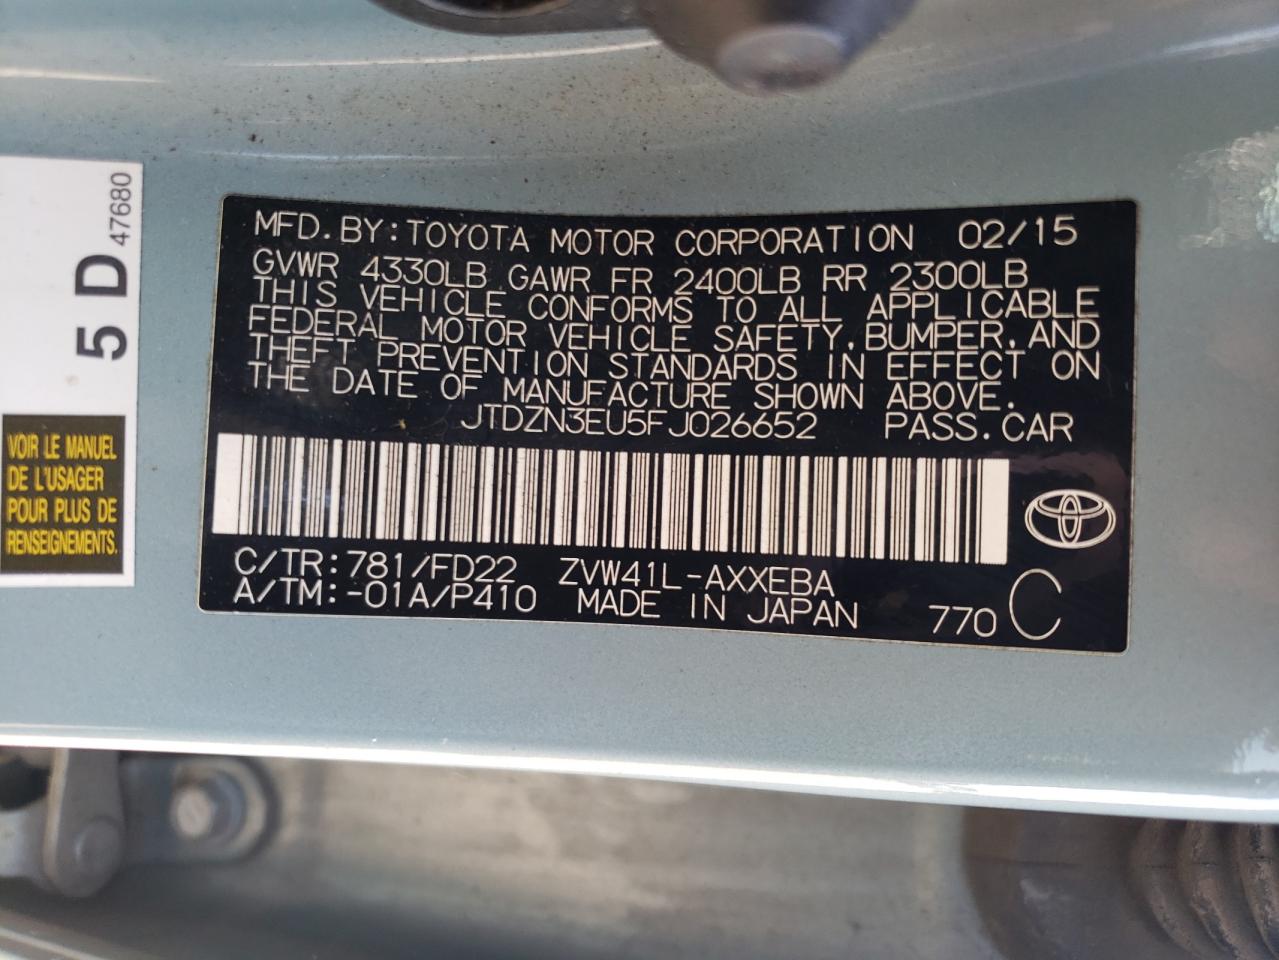 5 D 47680
VOIR LE MANUEL
DE L'USAGER
POUR PLUS DE
RENSEIGNEMENTS.
MFD.BY:TOYOTA MOTOR CORPORATION 02/15
GVWR 4330LB GAWR FR 2400LB RR 2300LB
THIS VEHICLE CONFORMS TO ALL APPLICABLE
FEDERAL MOTOR VEHICLE SAFETY,BUMPER,AND
THEFT PREVENTION STANDARDS IN EFFECT ON
THE DATE OF MANUFACTURE SHOWN ABOVE.
JTDZN3EU5FJ026652 PASS.CAR
C/TR:781/FD22 ZVW41L-AXXEBA
A/TM:-01A/P410 MADE IN JAPAN 770 C